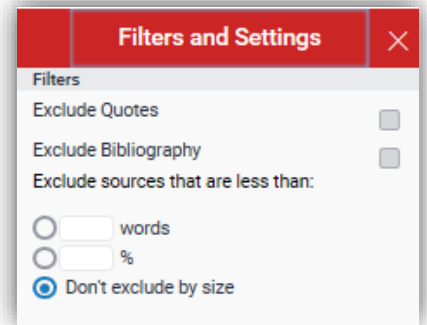 Filters and Settings
Filters
Exclude Quotes
Exclude Bibliography
Exclude sources that are less than:
words
%
Don't exclude by size